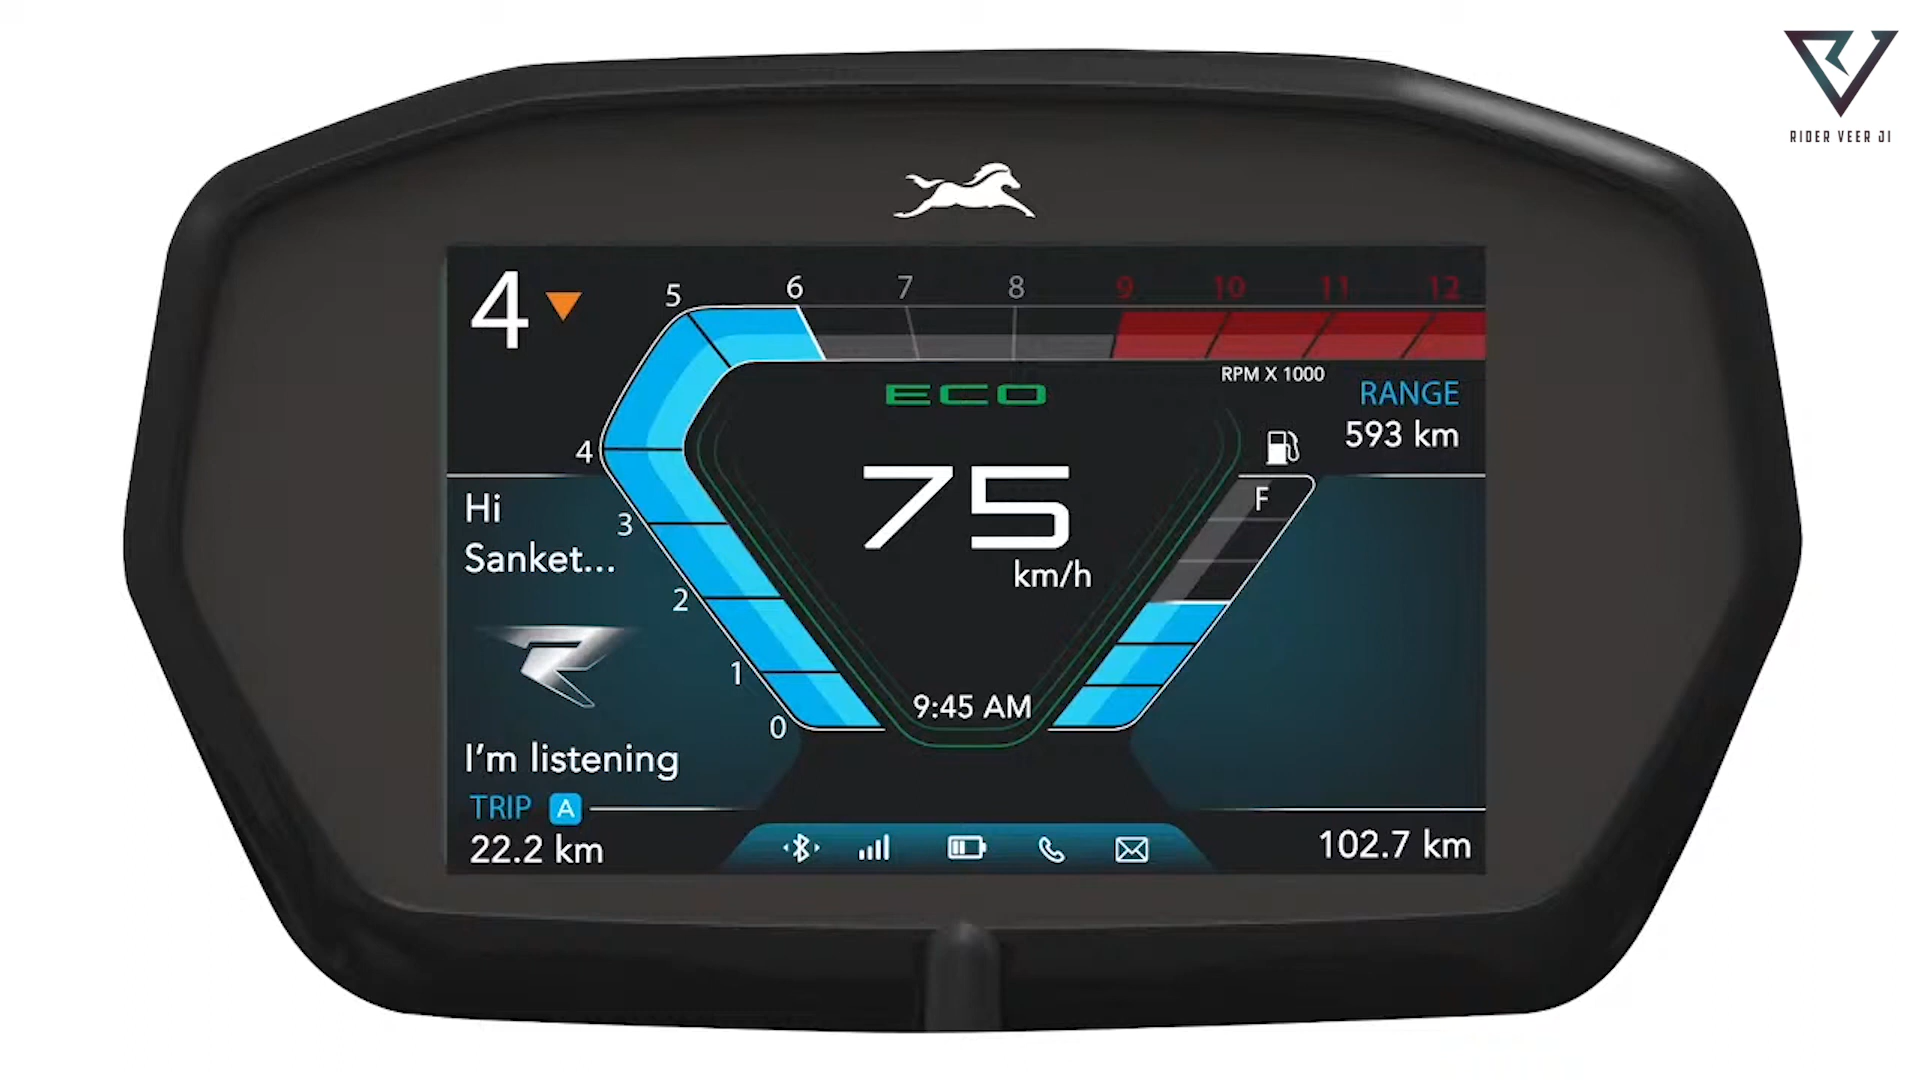 RIDER VEER JI
4
5 6 7 8 9 10 11 12
RPM X 1000
ECO
RANGE
593 km
4
75
km/h
F
Hi
Sanket...
3
2
1
0
9:45 AM
I'm listening
TRIP A
22.2 km
102.7 km